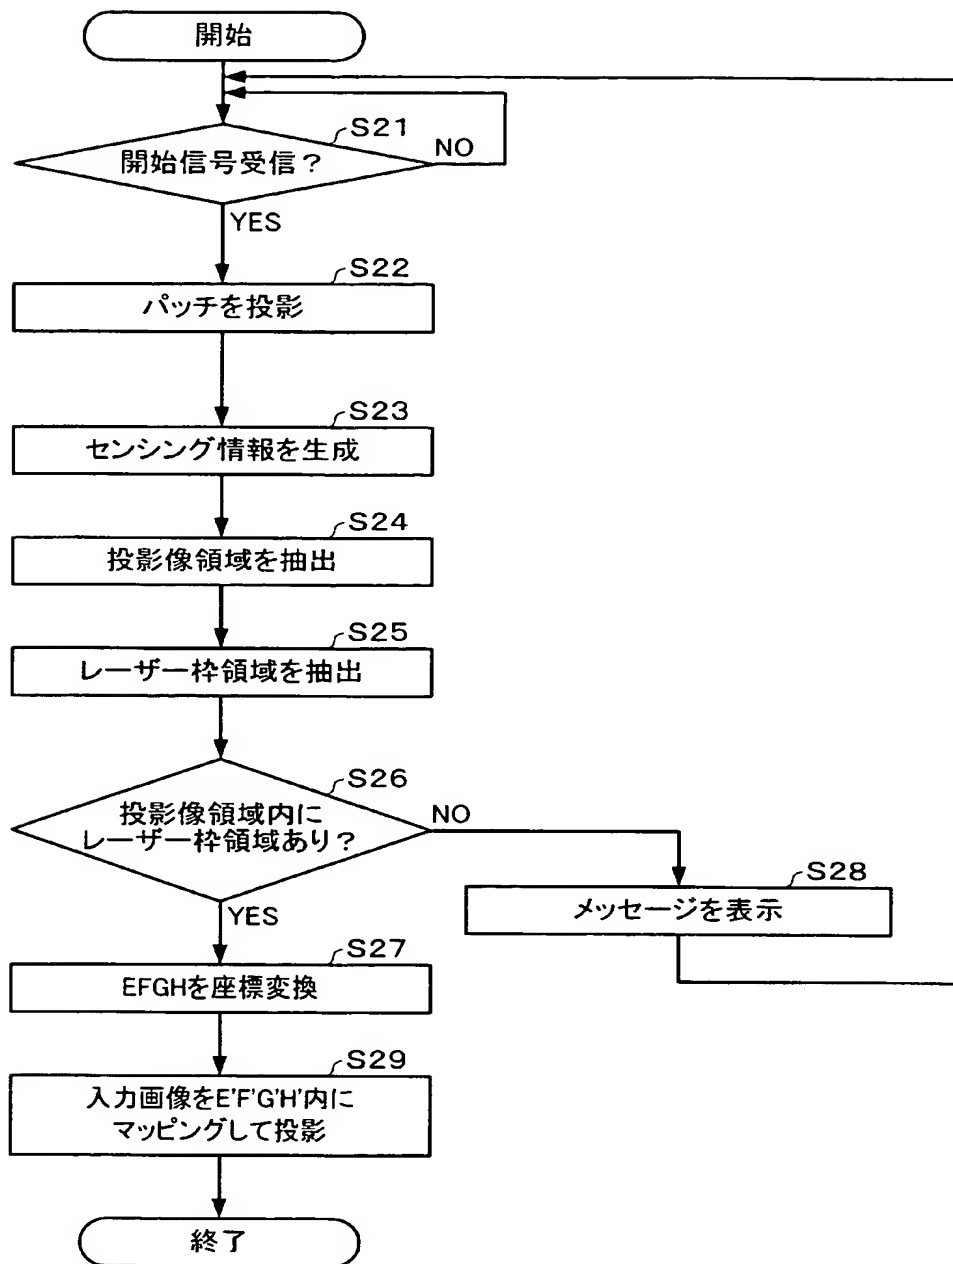 開始
S21
開始信号受信？
NO
YES
S22
パッチを投影
S23
センシング情報を生成
S24
投影像領域を抽出
S25
レーザー枠領域を抽出
S26
投影像領域内に
レーザー枠領域あり？
NO
YES
S28
メッセージを表示
S27
EFGHを座標変換
S29
入力画像をE'F'G'H'内に
マッピングして投影
終了